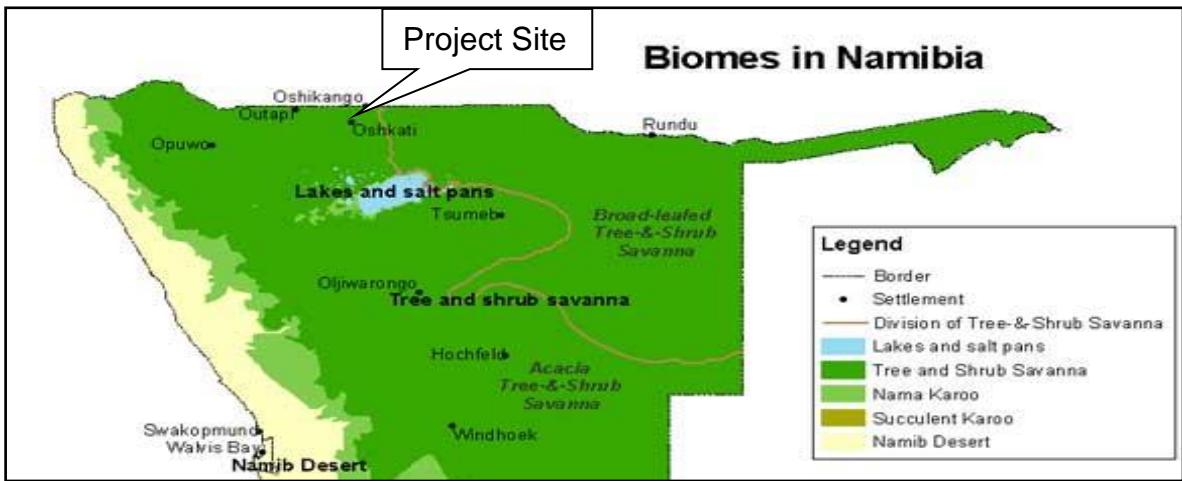 Project Site
Biomes in Namibia
Oshikango
Outapi
Oshkati
Rundu
Opuwo
Lakes and salt pans
Tsumeb
Broad-leafed
Tree-&-Shrub
Savanna
Oljiwarongo
Tree and shrub savanna
Hochfeld
Acacia
Tree-&-Shrub
Savanna
Swakopmund
Walvis Bay
Windhoek
Namib Desert
Legend
Border
Settlement
Division of Tree-&-Shrub Savanna
Lakes and salt pans
Tree and Shrub Savanna
Nama Karoo
Succulent Karoo
Namib Desert